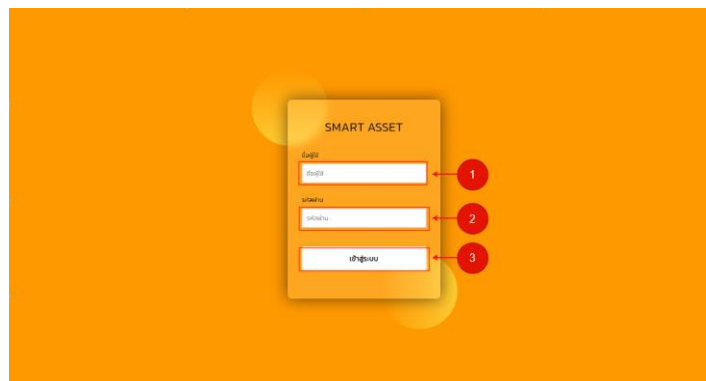 SMART ASSET
ชื่อผู้ใช้
ชื่อผู้ใช้
1
รหัสผ่าน
รหัสผ่าน
2
เข้าสู่ระบบ
3